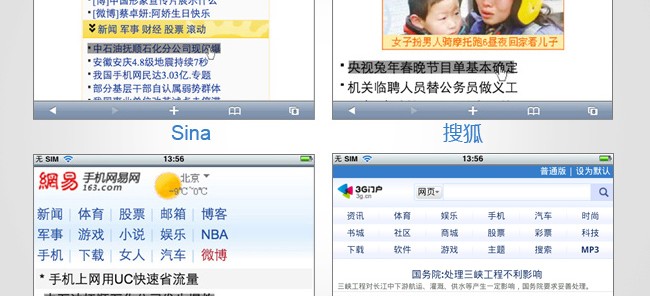 [博]中国形象宣传片展示什么
[微博]蔡卓妍:阿娇生日快乐
新闻 军事 财经 股票 滚动
中石油抚顺石化分公司现闪爆
安徽安庆4.8级地震持续7秒
我国手机网民达3.03亿.专题
部分基层干部自认属弱势群体
女子扮男人骑摩托跑6昼夜回家看儿子
央视兔年春晚节目单基本确定
机关临聘人员替公务员做义工
Sina
搜狐
无 SIM
13:56
網易 手机网易网
163.com
北京
-9℃~0℃
新闻 体育 股票 邮箱 博客
军事 游戏 小说 娱乐 NBA
手机 下载 女人 汽车 微博
* 手机上网用UC快速省流量
无 SIM
13:56
普通版 | 设为默认
3G门户
3g.cn
网页
资讯 体育 娱乐 手机 汽车 时尚
书城 社区 商城 股票 彩票 科技
下载 软件 游戏 主题 搜索 MP3
国务院:处理三峡工程不利影响
三峡工程对长江中下游航运、灌溉、供水等产生一定影响，国务院要求妥善处理。